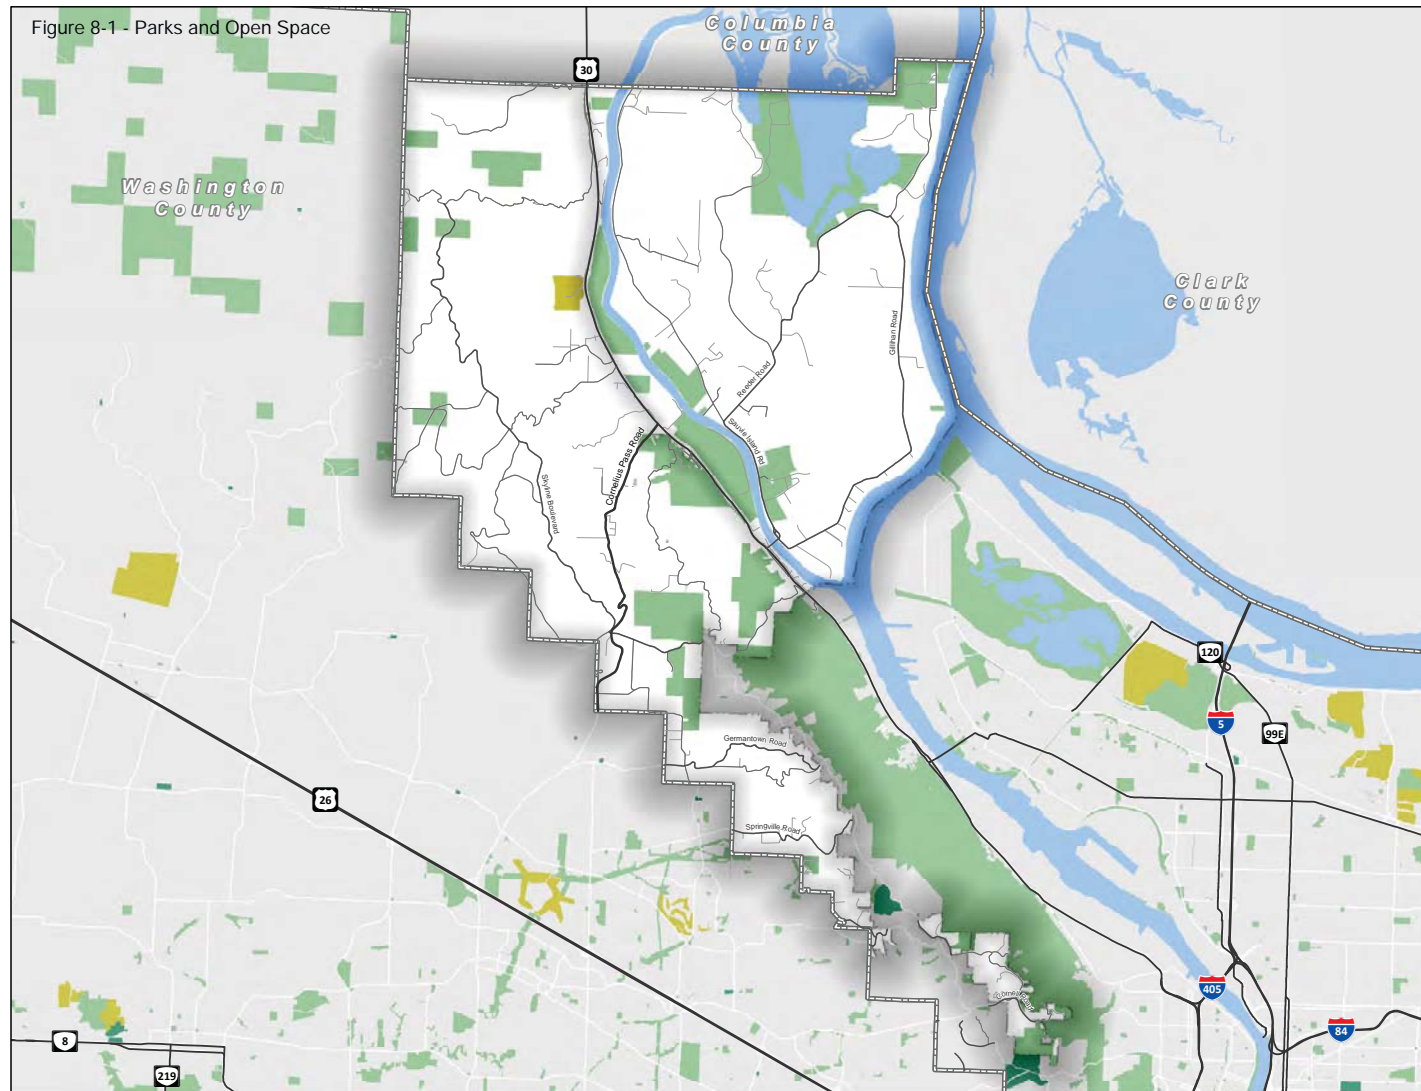 Figure 8-1 - Parks and Open Space
Columbia
County
30
Washington
County
Clark
County
Gillihan Road
Reeder Road
Sauvie Island Rd
Cornelius Pass Road
Skyline Boulevard
120
5
99E
Germantown Road
26
Springville Road
405
84
8
219